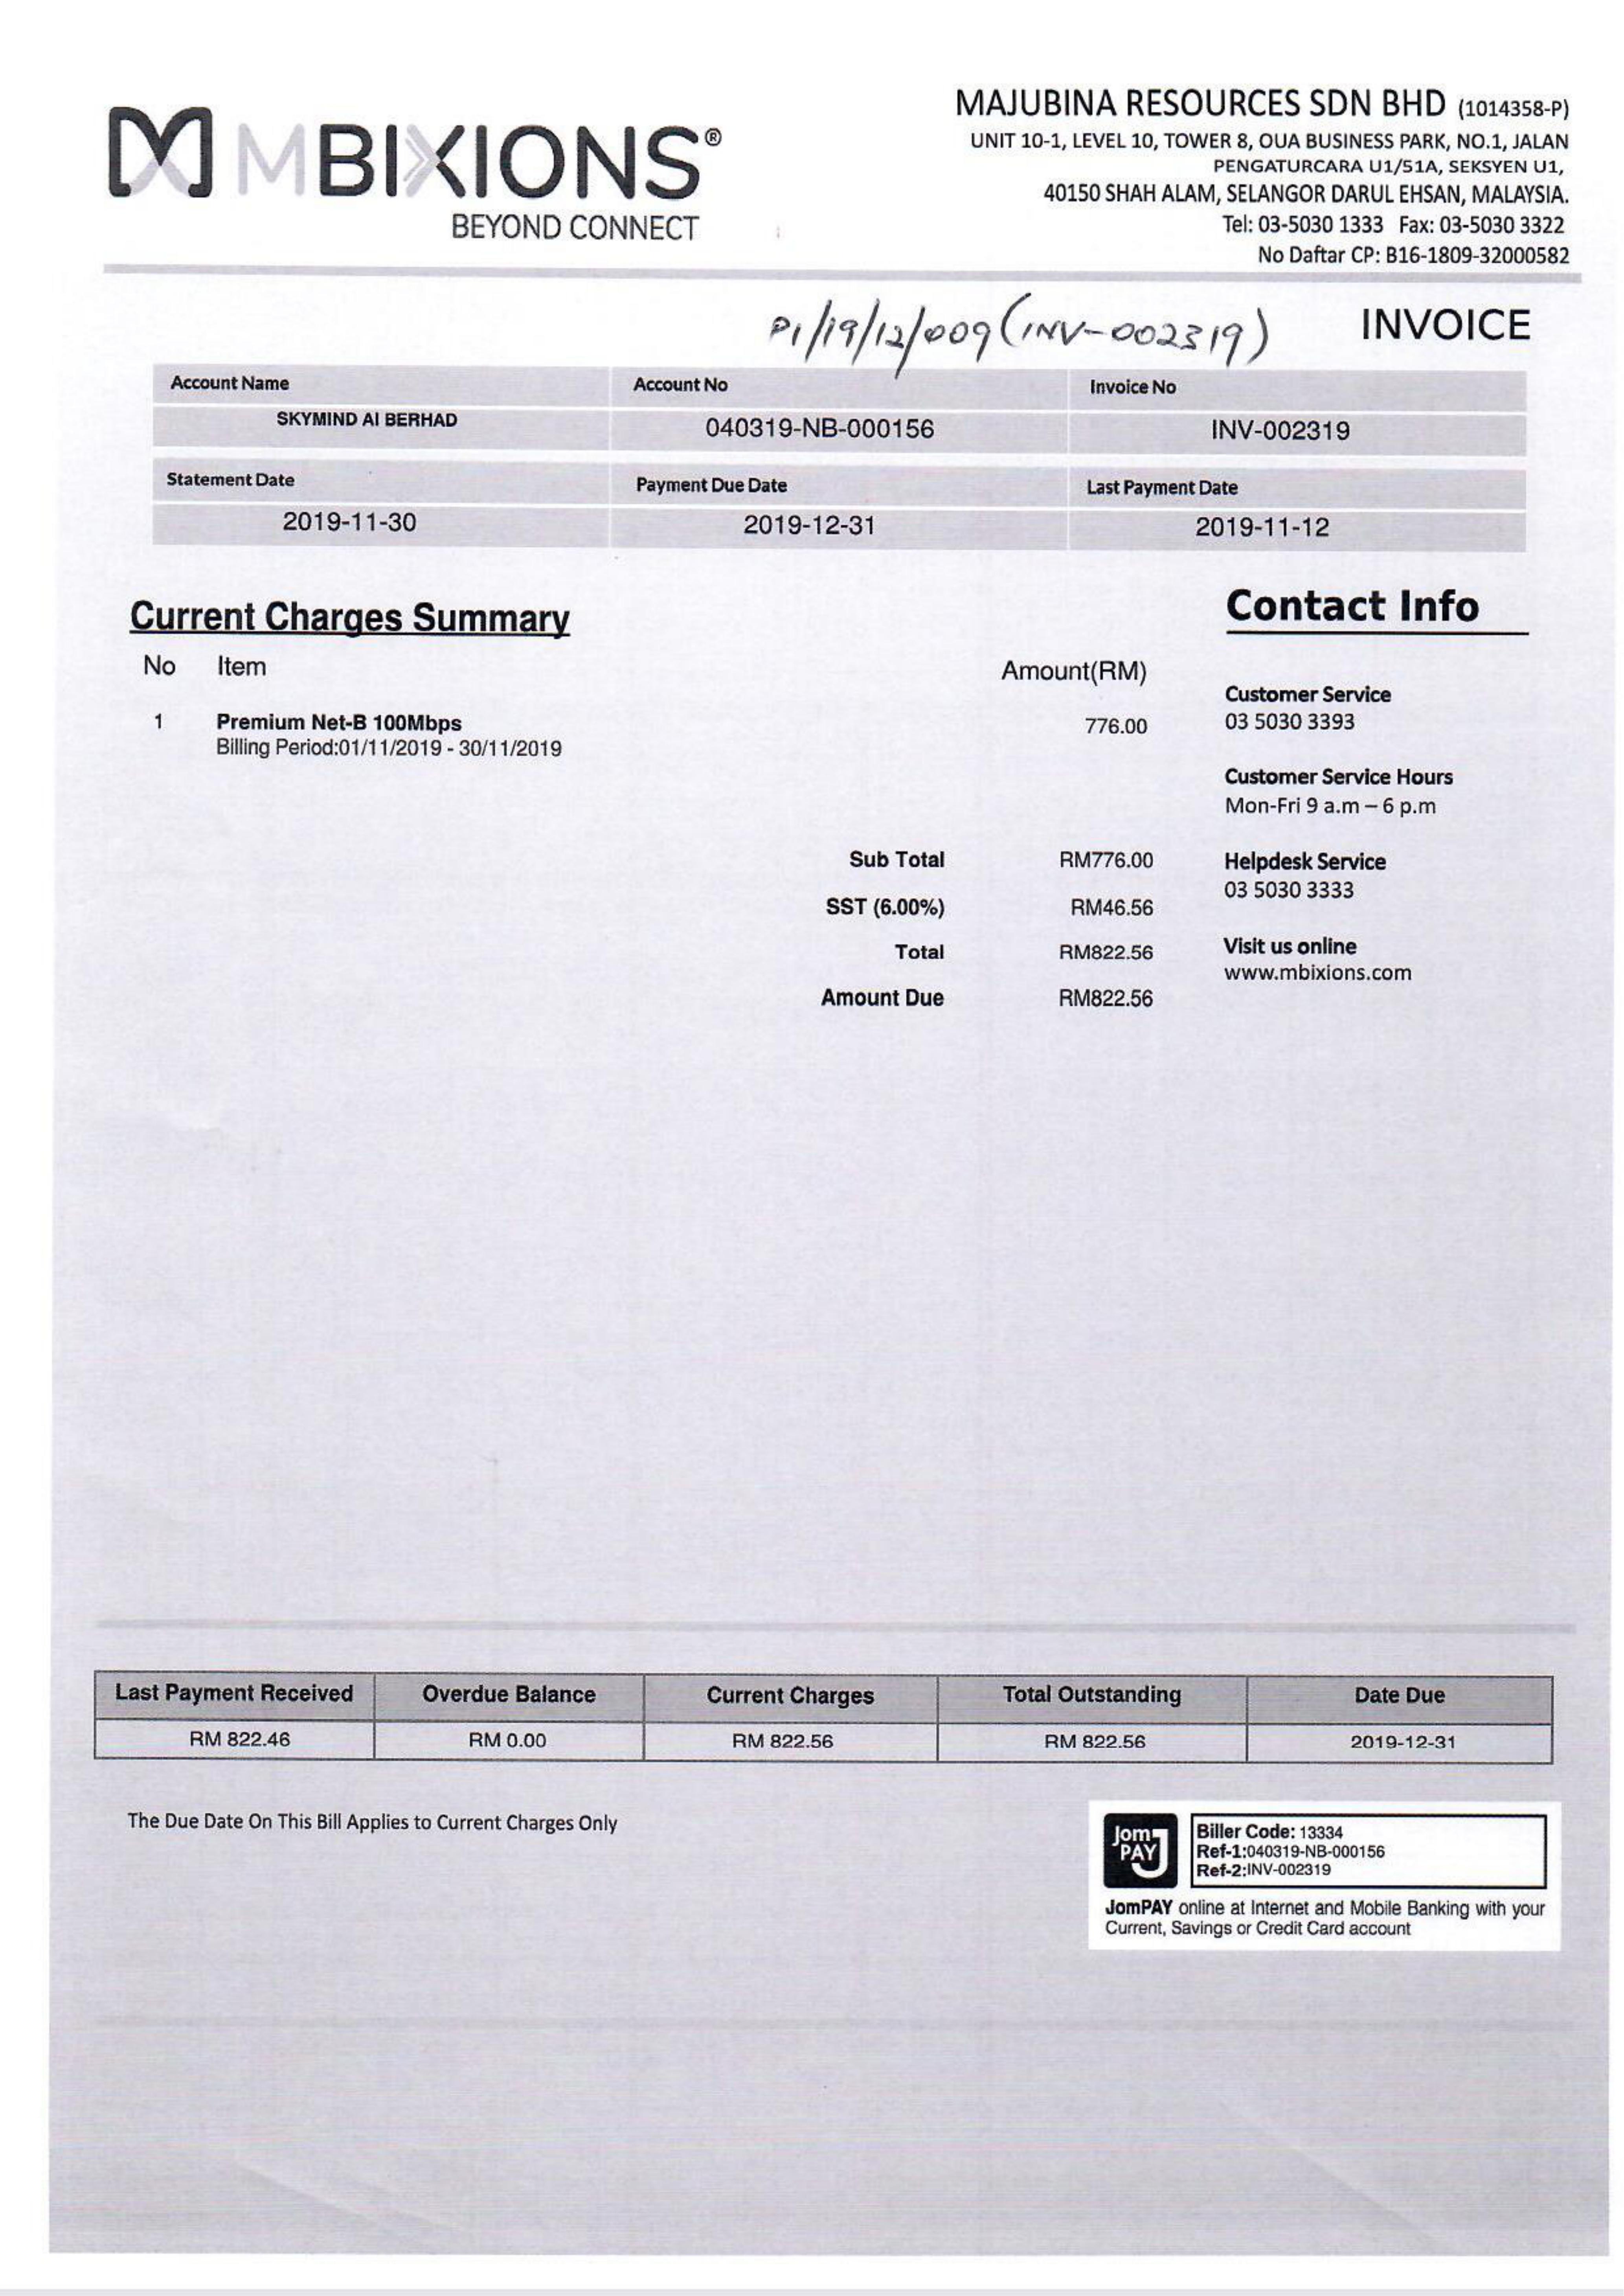 MBIXIONS®
BEYOND CONNECT
MAJUBINA RESOURCES SDN BHD (1014358-P)
UNIT 10-1, LEVEL 10, TOWER 8, OUA BUSINESS PARK, NO.1, JALAN
PENGATURCARA U1/51A, SEKSYEN U1,
40150 SHAH ALAM, SELANGOR DARUL EHSAN, MALAYSIA.
Tel: 03-5030 1333 Fax: 03-5030 3322
No Daftar CP: B16-1809-32000582
PI/19/12/009 (INV-002319)
INVOICE
Account Name Account No Invoice No
SKYMIND AI BERHAD 040319-NB-000156 INV-002319
Statement Date Payment Due Date Last Payment Date
2019-11-30 2019-12-31 2019-11-12
Current Charges Summary
No Item Amount(RM)
1 Premium Net-B 100Mbps 776.00
Billing Period:01/11/2019 - 30/11/2019
Sub Total RM776.00
SST (6.00%) RM46.56
Total RM822.56
Amount Due RM822.56
Contact Info
Customer Service
03 5030 3393
Customer Service Hours
Mon-Fri 9 a.m – 6 p.m
Helpdesk Service
03 5030 3333
Visit us online
www.mbixions.com
Last Payment Received Overdue Balance Current Charges Total Outstanding Date Due
RM 822.46 RM 0.00 RM 822.56 RM 822.56 2019-12-31
The Due Date On This Bill Applies to Current Charges Only
Jom
PAY
Biller Code: 13334
Ref-1:040319-NB-000156
Ref-2:INV-002319
JomPAY online at Internet and Mobile Banking with your
Current, Savings or Credit Card account